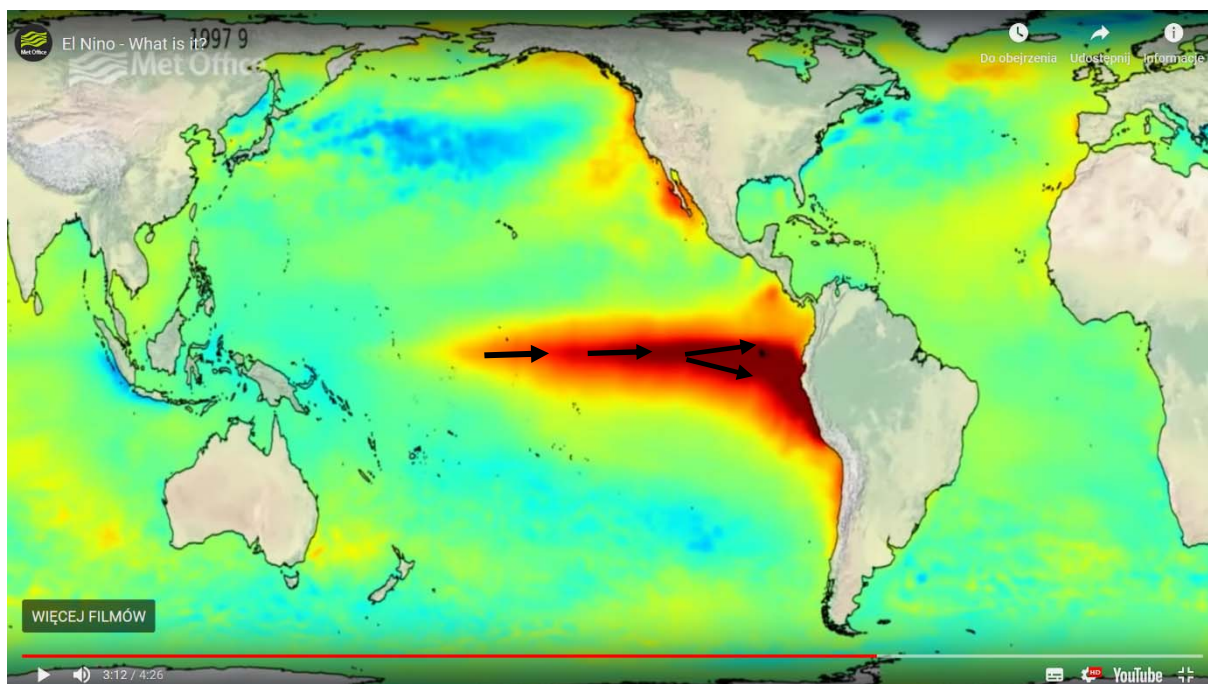 El Nino - What is it?
1997 9
Met Office
Met Office
Do obejrzenia
Udostępnij
Informacje
WIĘCEJ FILMÓW
3:12 / 4:26
HD
YouTube